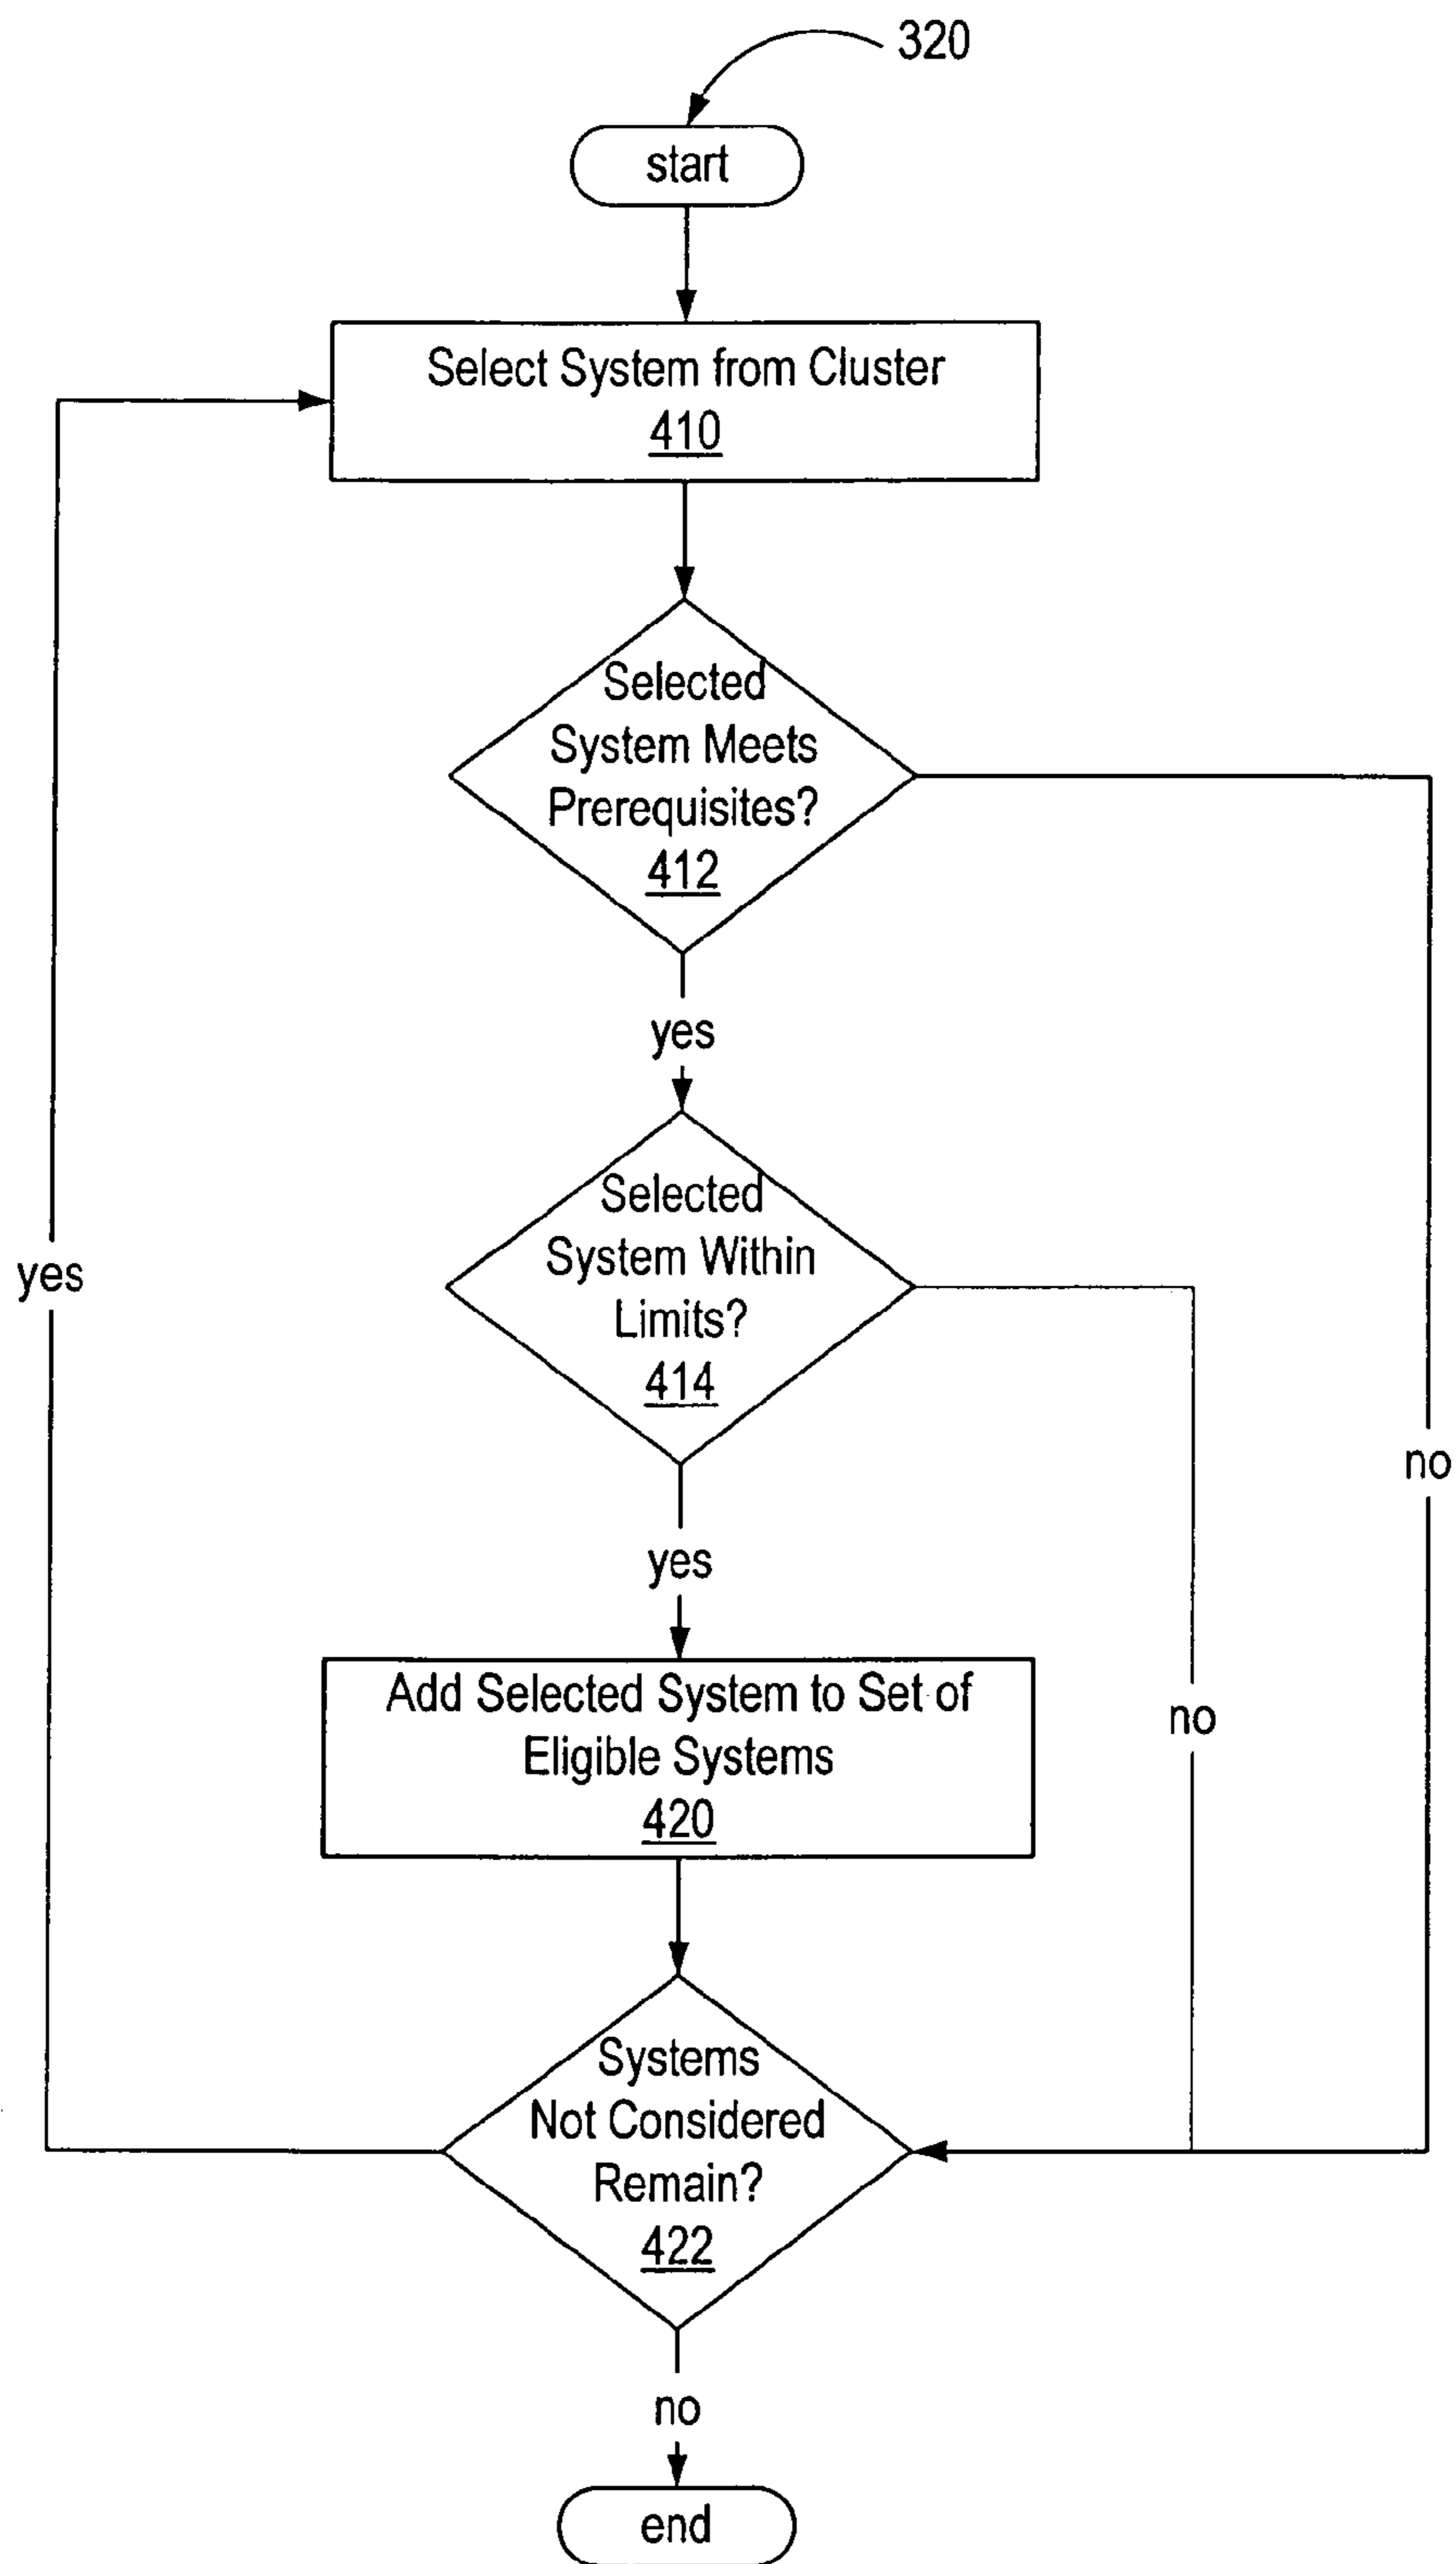 320
start
Select System from Cluster
410
Selected
System Meets
Prerequisites?
412
yes
Selected
System Within
Limits?
414
yes
no
yes
Add Selected System to Set of
Eligible Systems
420
no
Systems
Not Considered
Remain?
422
no
end